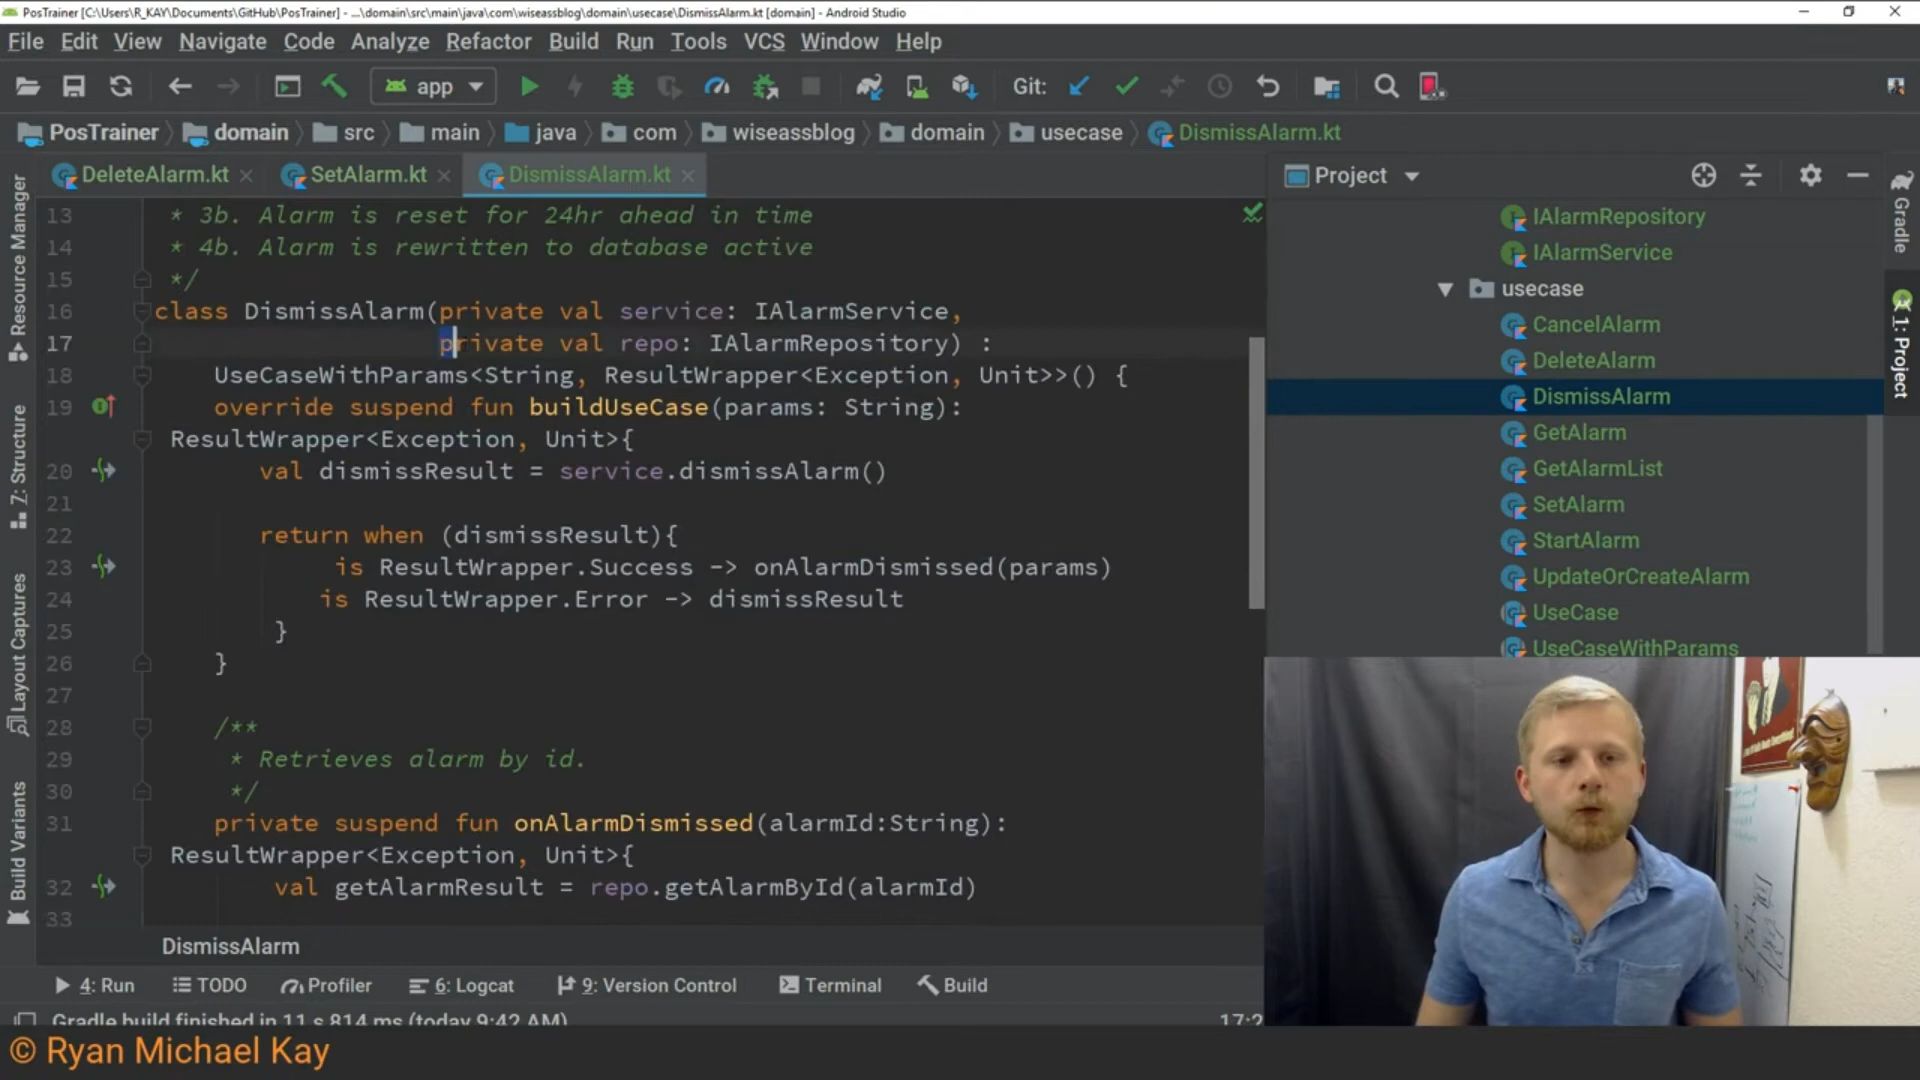 PosTrainer [C:\Users\R_KAY\Documents\GitHub\PosTrainer] - ...\domain\src\main\java\com\wiseassblog\domain\usecase\DismissAlarm.kt [domain] - Android Studio
File Edit View Navigate Code Analyze Refactor Build Run Tools VCS Window Help
app Git:
PosTrainer domain src main java com wiseassblog domain usecase DismissAlarm.kt
DeleteAlarm.kt SetAlarm.kt DismissAlarm.kt
13 * 3b. Alarm is reset for 24hr ahead in time
14 * 4b. Alarm is rewritten to database active
15 */
16 class DismissAlarm(private val service: IAlarmService,
17 private val repo: IAlarmRepository) :
18 UseCaseWithParams<String, ResultWrapper<Exception, Unit>>() {
19 override suspend fun buildUseCase(params: String):
ResultWrapper<Exception, Unit>{
20 val dismissResult = service.dismissAlarm()
21
22 return when (dismissResult){
23 is ResultWrapper.Success -> onAlarmDismissed(params)
24 is ResultWrapper.Error -> dismissResult
25 }
26 }
27
28 /**
29 * Retrieves alarm by id.
30 */
31 private suspend fun onAlarmDismissed(alarmId:String):
ResultWrapper<Exception, Unit>{
32 val getAlarmResult = repo.getAlarmById(alarmId)
33
DismissAlarm
Resource Manager
7: Structure
Layout Captures
Build Variants
Project
IAlarmRepository
IAlarmService
usecase
CancelAlarm
DeleteAlarm
DismissAlarm
GetAlarm
GetAlarmList
SetAlarm
StartAlarm
UpdateOrCreateAlarm
UseCase
UseCaseWithParams
Gradle
1: Project
4: Run TODO Profiler 6: Logcat 9: Version Control Terminal Build
Gradle build finished in 11 s 814 ms (today 9:42 AM)
17:2
© Ryan Michael Kay